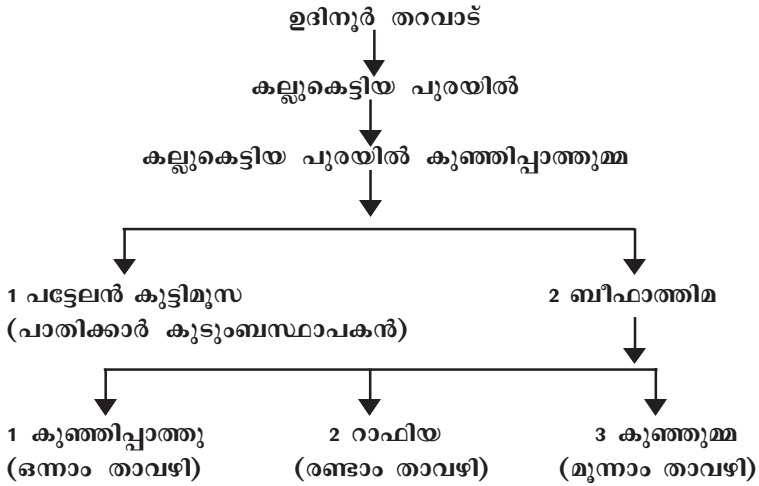 ഉദിനൂർ തറവാട്
കല്ലുകെട്ടിയ പുരയിൽ
കല്ലുകെട്ടിയ പുരയിൽ കുഞ്ഞിപ്പാത്തുമ്മ
1 പട്ടേലൻ കുട്ടിമൂസ
(പാതിക്കാർ കുടുംബസ്ഥാപകൻ)
2 ബീഫാത്തിമ
1 കുഞ്ഞിപ്പാത്തു
(ഒന്നാം താവഴി)
2 റാഫിയ
(രണ്ടാം താവഴി)
3 കുഞ്ഞുമ്മ
(മൂന്നാം താവഴി)